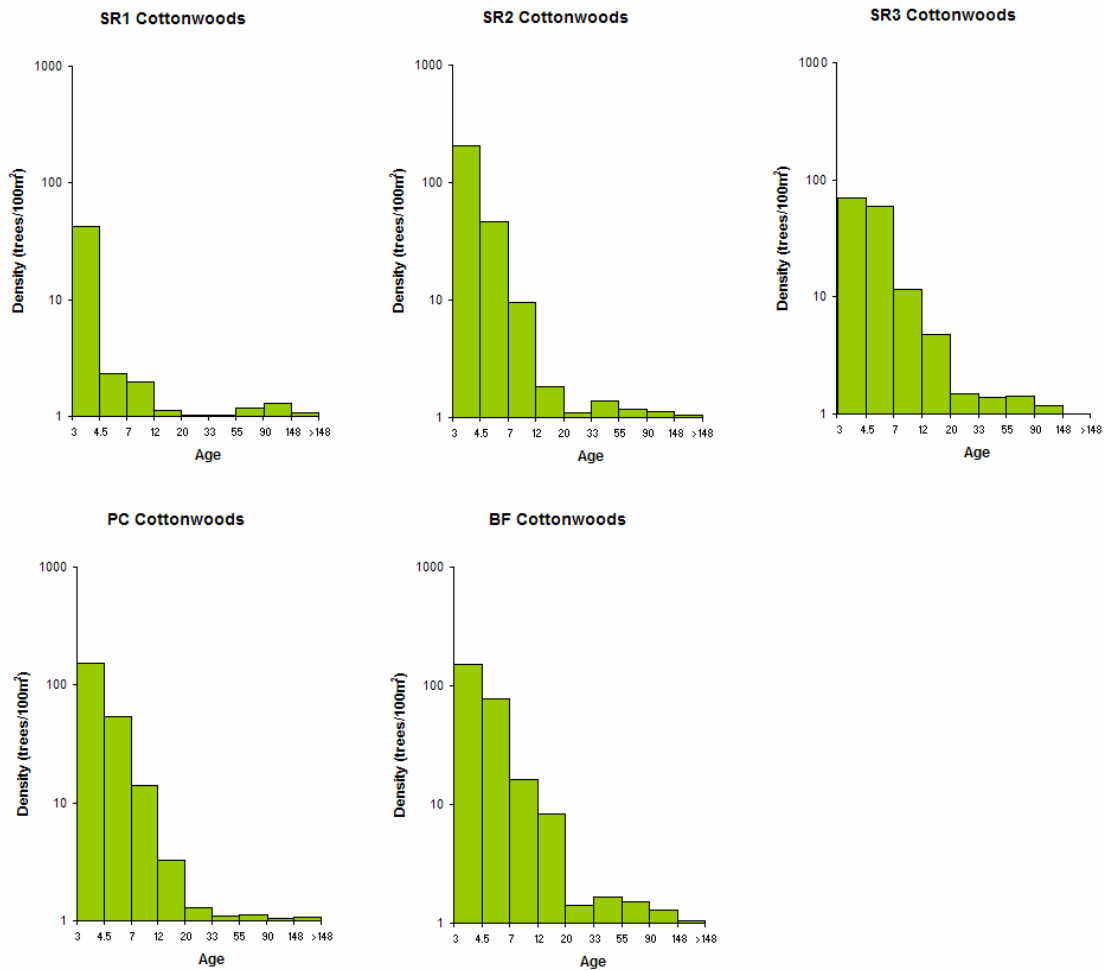 SR1 Cottonwoods
1000
100
10
1
Density (trees/100m²)
3 4.5 7 12 20 33 55 90 148 >148
Age
SR2 Cottonwoods
1000
100
10
1
Density (trees/100m²)
3 4.5 7 12 20 33 55 90 148 >148
Age
SR3 Cottonwoods
1000
100
10
1
Density (trees/100m²)
3 4.5 7 12 20 33 55 90 148 >148
Age
PC Cottonwoods
1000
100
10
1
Density (trees/100m²)
3 4.5 7 12 20 33 55 90 148 >148
Age
BF Cottonwoods
1000
100
10
1
Density (trees/100m²)
3 4.5 7 12 20 33 55 90 148 >148
Age